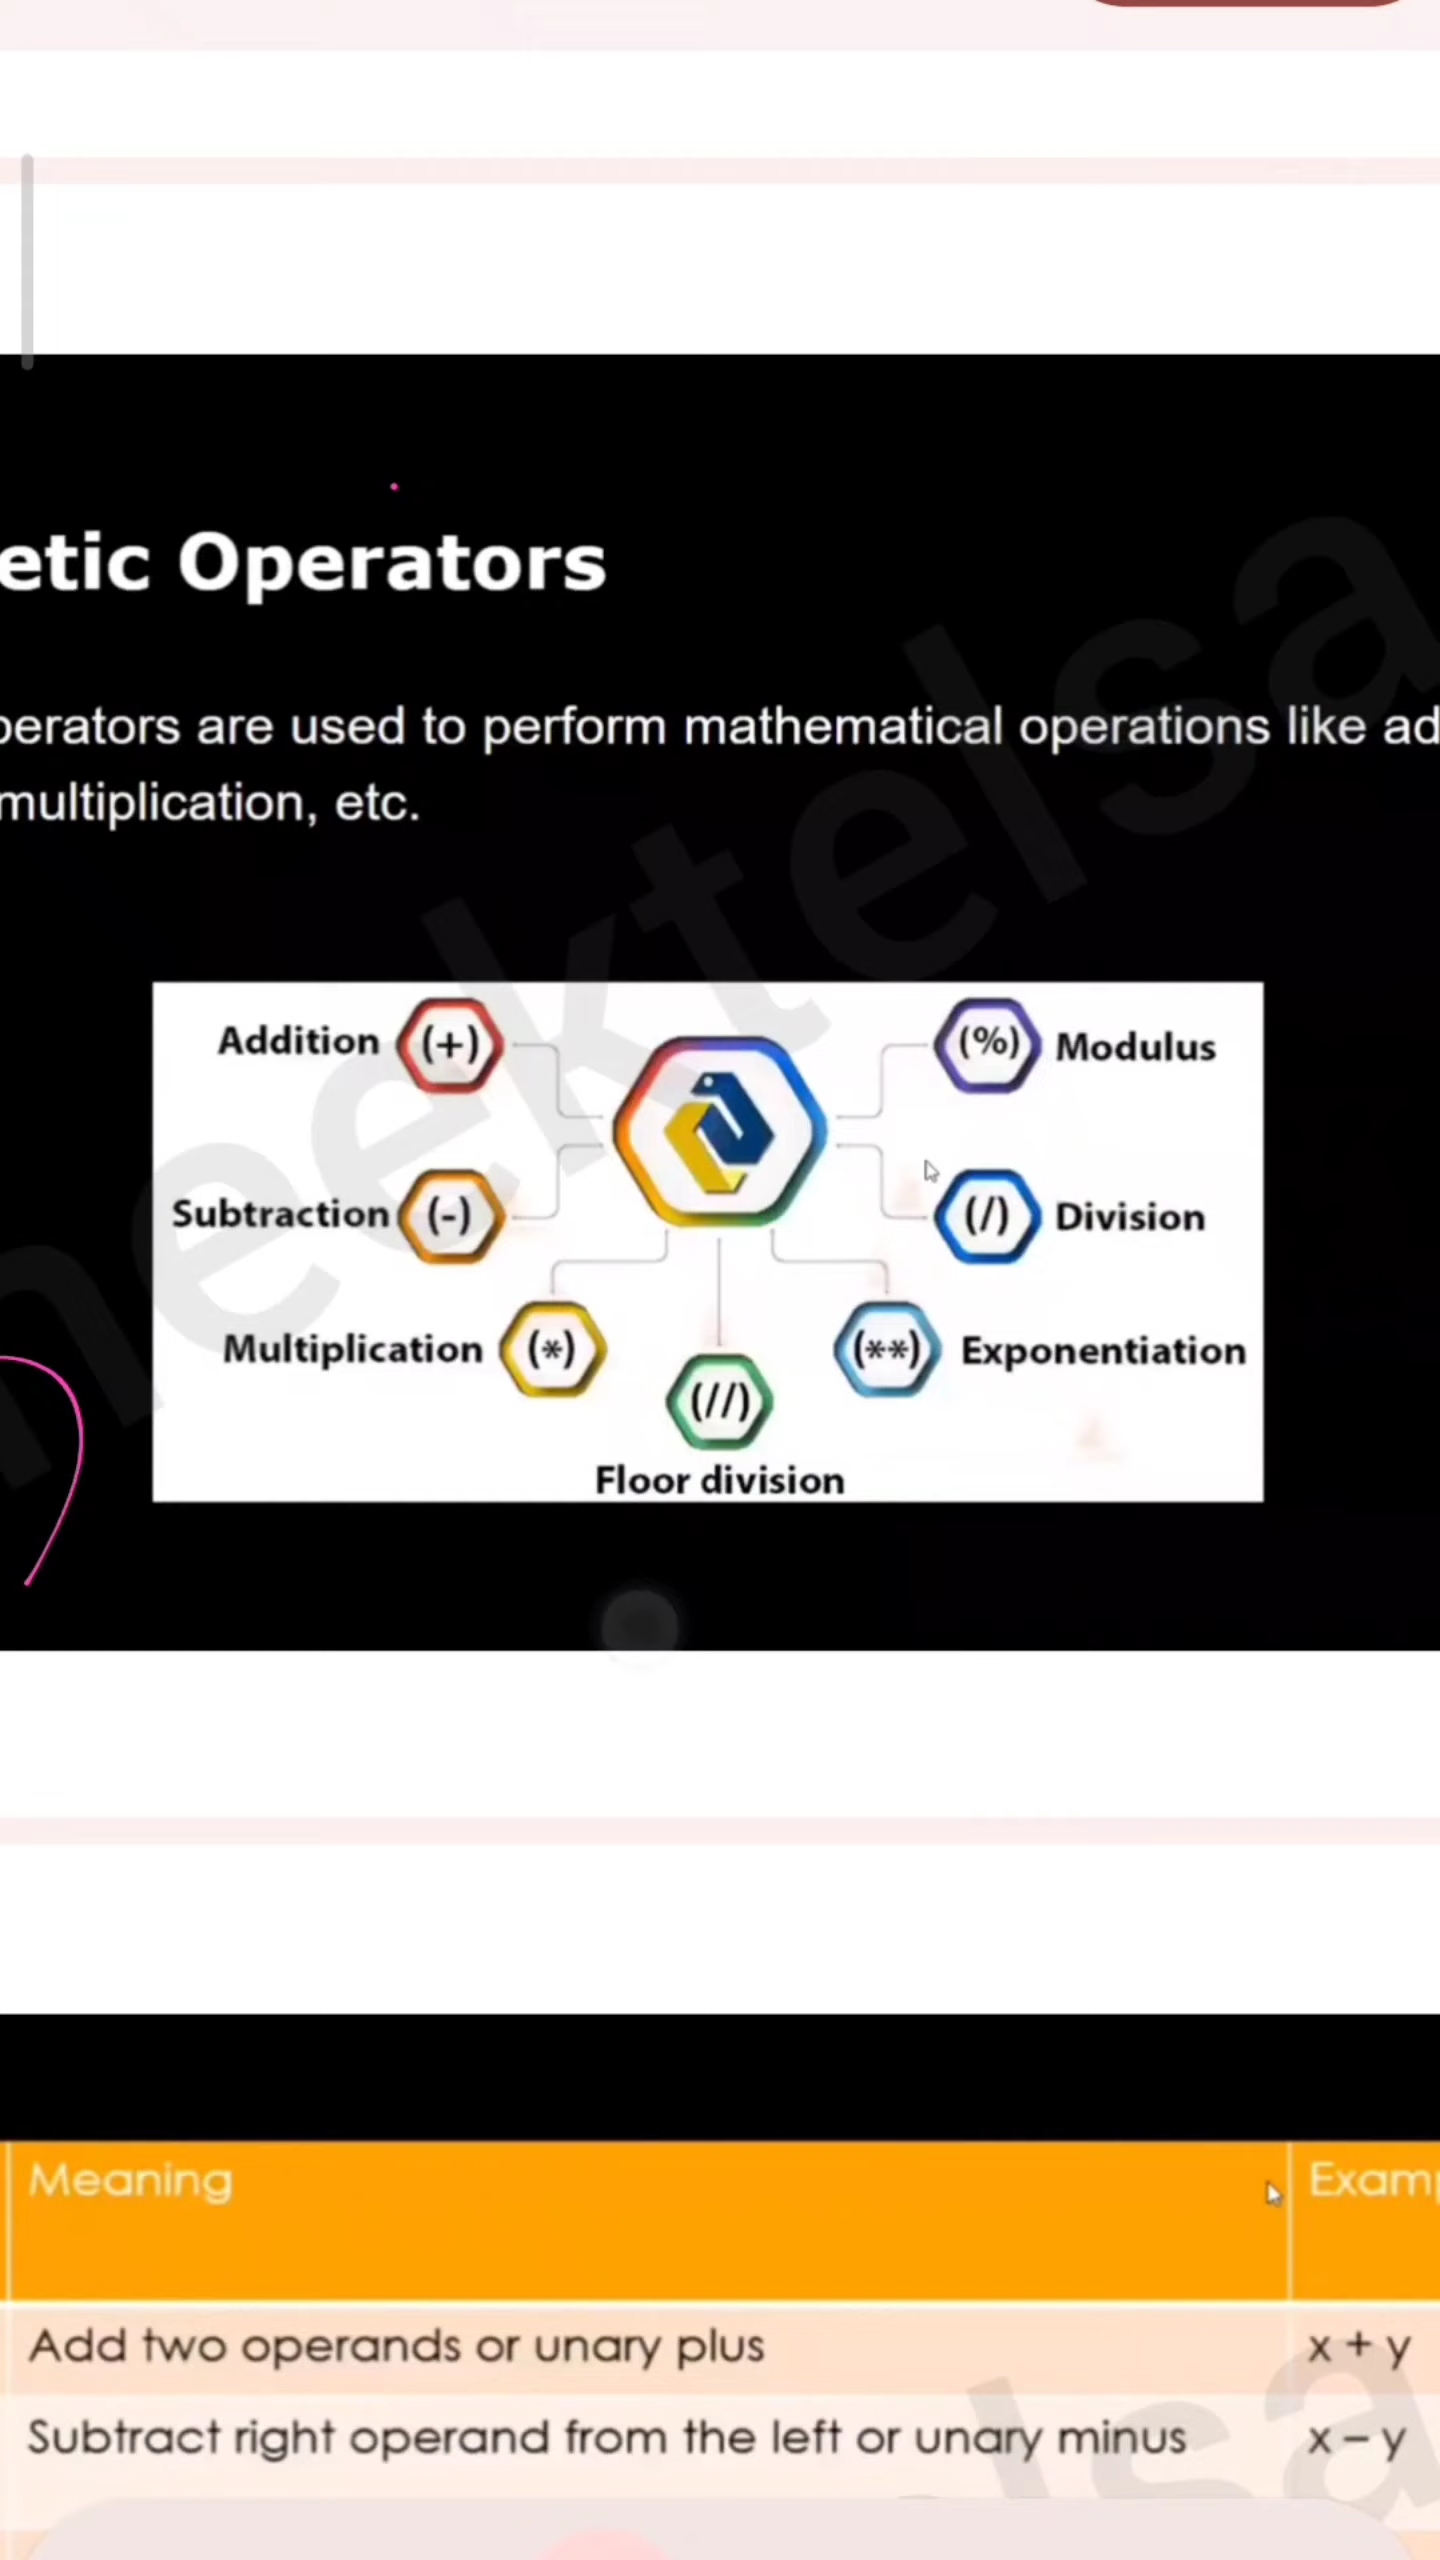 etic Operators
perators are used to perform mathematical operations like ad
multiplication, etc.
Addition (+)
(%) Modulus
Subtraction (-)
(/) Division
Multiplication (*)
(**) Exponentiation
(//)
Floor division
Meaning Examp
Add two operands or unary plus x + y
Subtract right operand from the left or unary minus x – y